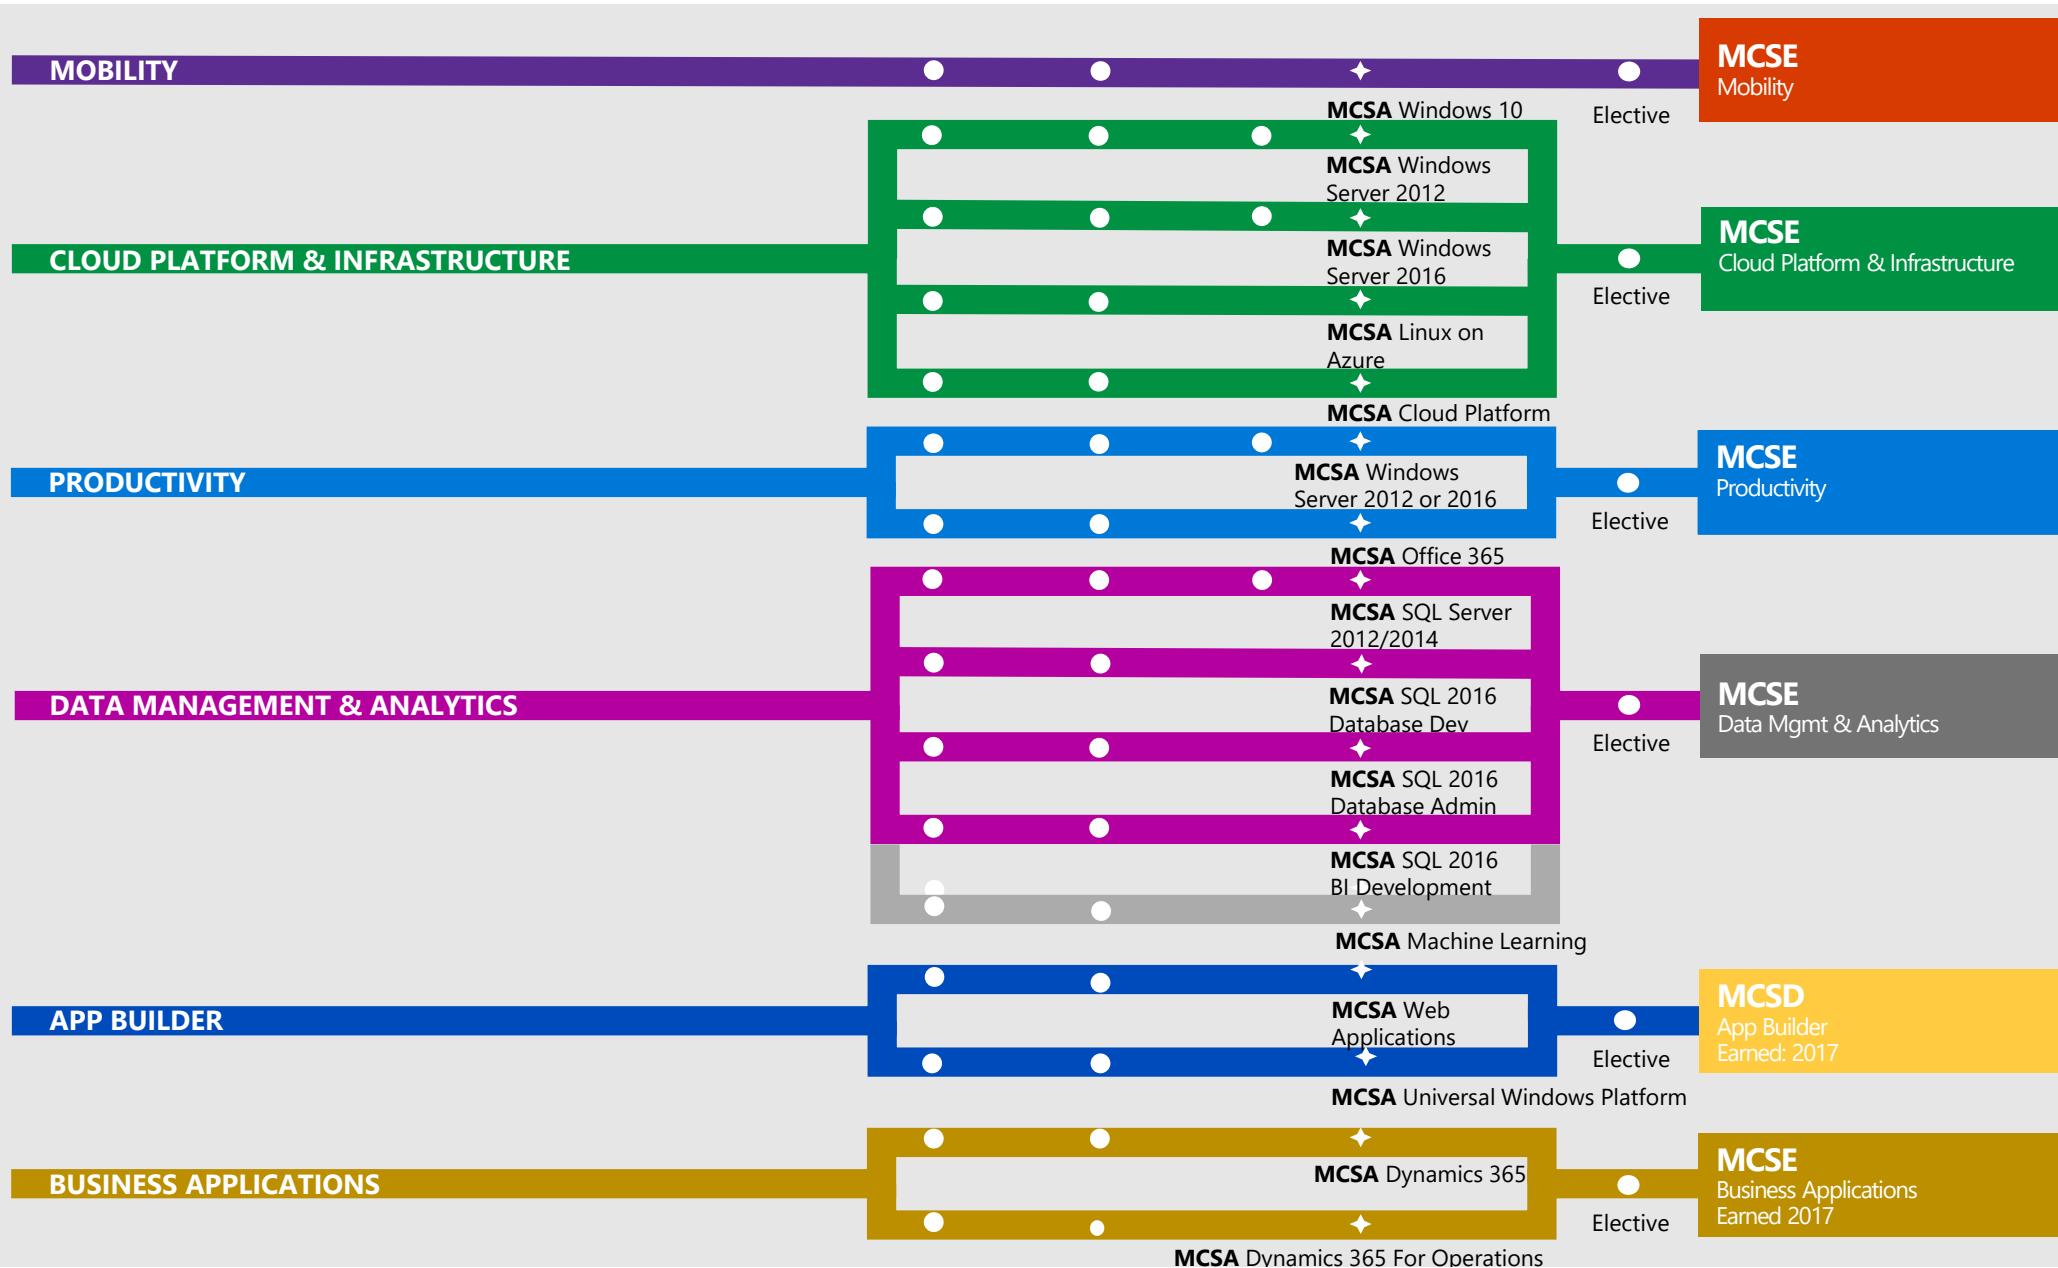 MOBILITY
MCSE
Mobility
MCSA Windows 10
Elective
MCSA Windows
Server 2012
CLOUD PLATFORM & INFRASTRUCTURE
MCSA Windows
Server 2016
MCSE
Cloud Platform & Infrastructure
Elective
MCSA Linux on
Azure
MCSA Cloud Platform
PRODUCTIVITY
MCSA Windows
Server 2012 or 2016
MCSE
Productivity
Elective
MCSA Office 365
MCSA SQL Server
2012/2014
DATA MANAGEMENT & ANALYTICS
MCSA SQL 2016
Database Dev
MCSE
Data Mgmt & Analytics
Elective
MCSA SQL 2016
Database Admin
MCSA SQL 2016
BI Development
MCSA Machine Learning
APP BUILDER
MCSA Web
Applications
MCSD
App Builder
Earned: 2017
Elective
MCSA Universal Windows Platform
BUSINESS APPLICATIONS
MCSA Dynamics 365
MCSE
Business Applications
Earned 2017
Elective
MCSA Dynamics 365 For Operations